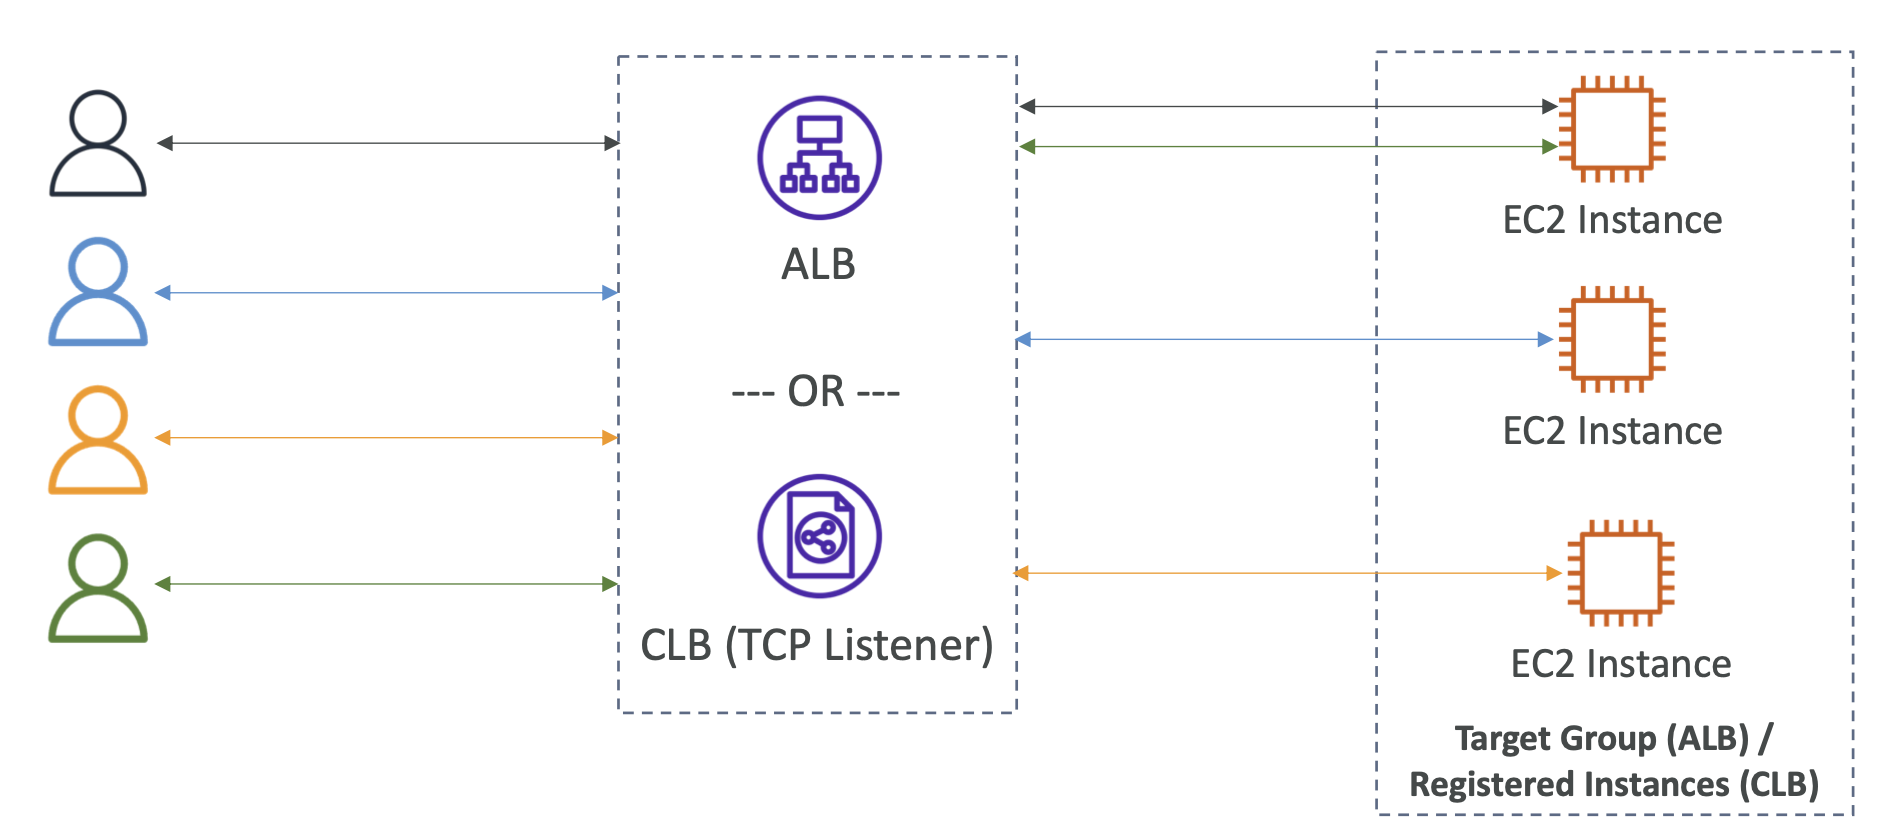 ALB
--- OR ---
CLB (TCP Listener)
EC2 Instance
EC2 Instance
EC2 Instance
Target Group (ALB) /
Registered Instances (CLB)